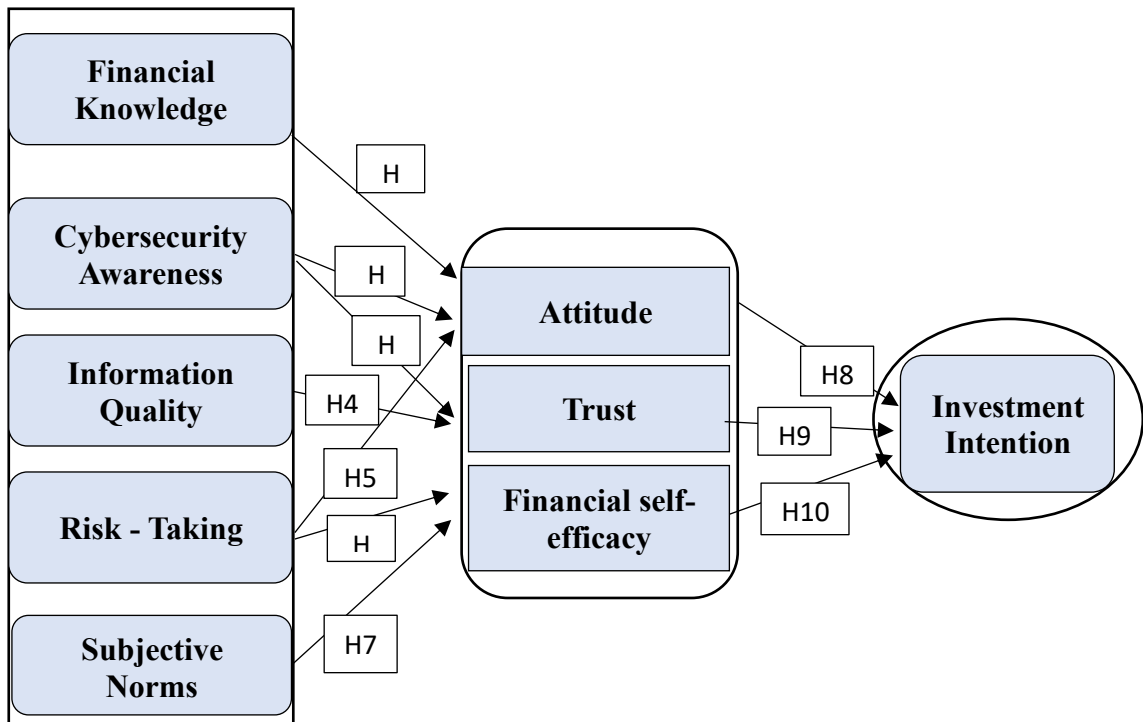 Financial
Knowledge
H
Cybersecurity
Awareness
H
H
Information
Quality
H4
Risk - Taking
H5
H
Subjective
Norms
H7
Attitude
Trust
Financial self-
efficacy
H8
H9
H10
Investment
Intention